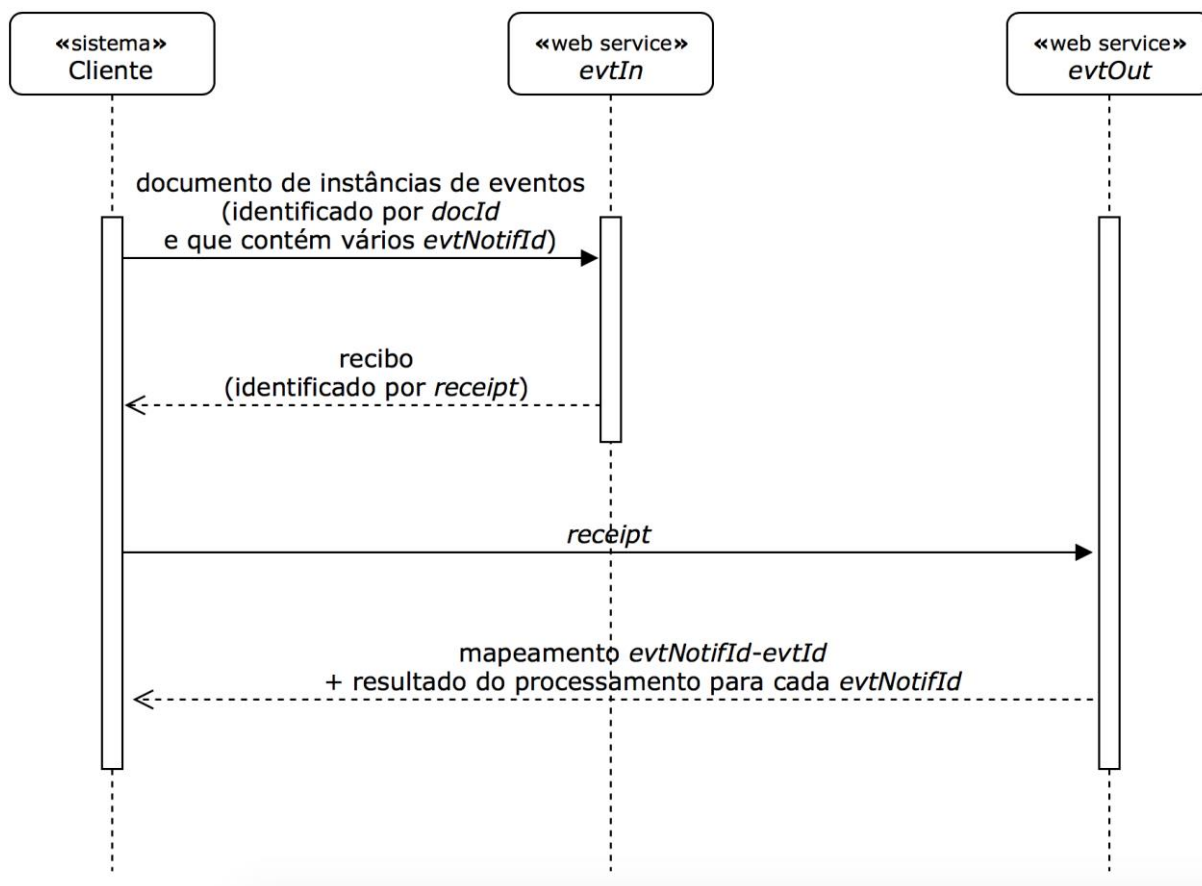 «sistema»
Cliente
«web service»
evtIn
«web service»
evtOut
documento de instâncias de eventos
(identificado por docId
e que contém vários evtNotifId)
recibo
(identificado por receipt)
receipt
mapeamento evtNotifId-evtId
+ resultado do processamento para cada evtNotifId